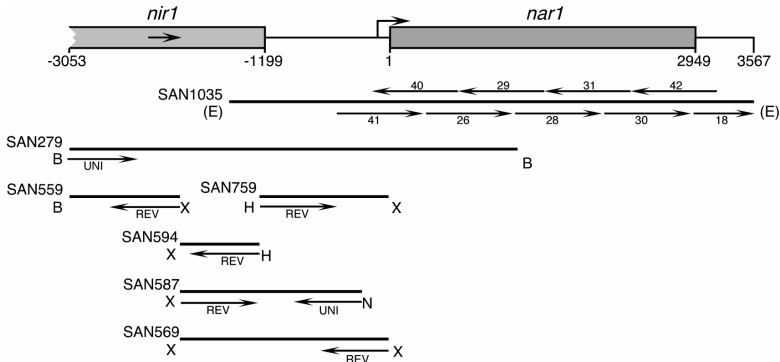 nir1 nar1
-3053 -1199 1 2949 3567
40 29 31 42
SAN1035
(E) (E)
41 26 28 30 18
SAN279
B B
UNI
SAN559 SAN759
B X H X
REV REV
SAN594
X H
REV
SAN587
X N
REV UNI
SAN569
X X
REV